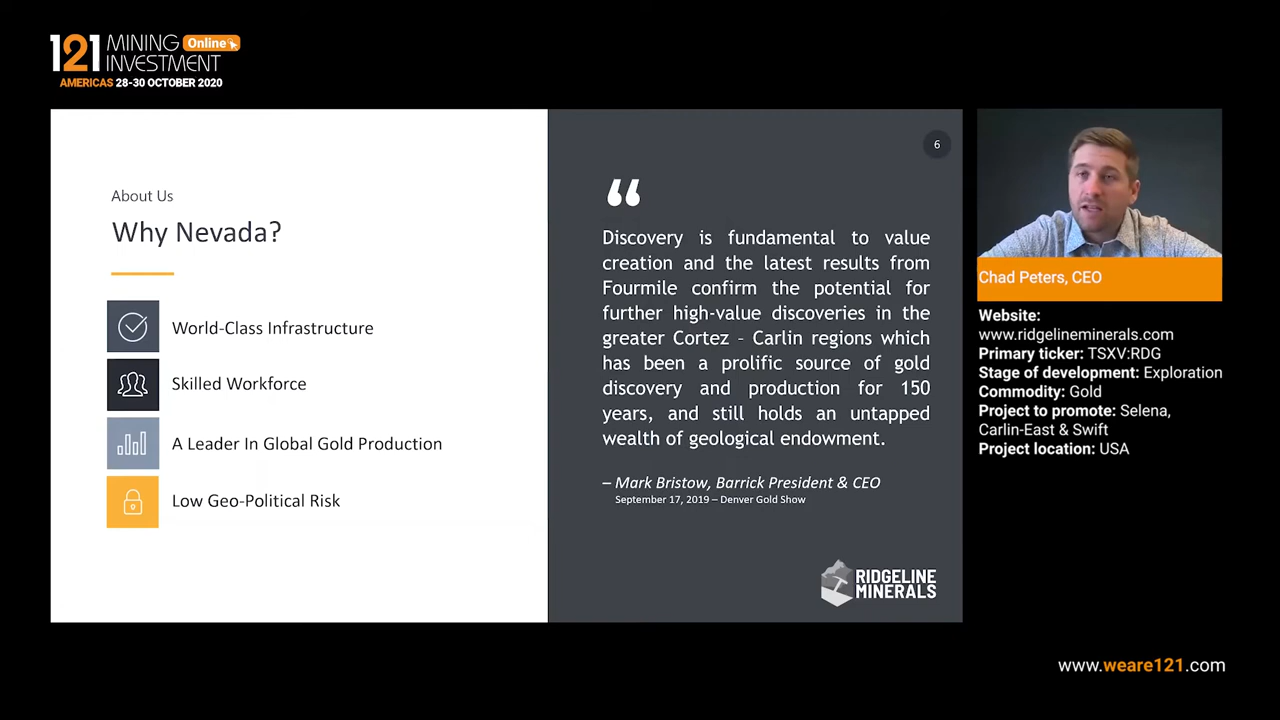 121 MINING INVESTMENT Online
AMERICAS 28-30 OCTOBER 2020
About Us
Why Nevada?
World-Class Infrastructure
Skilled Workforce
A Leader In Global Gold Production
Low Geo-Political Risk
6
“
Discovery is fundamental to value
creation and the latest results from
Fourmile confirm the potential for
further high-value discoveries in the
greater Cortez – Carlin regions which
has been a prolific source of gold
discovery and production for 150
years, and still holds an untapped
wealth of geological endowment.
– Mark Bristow, Barrick President & CEO
September 17, 2019 – Denver Gold Show
RIDGELINE
MINERALS
Chad Peters, CEO
Website:
www.ridgelineminerals.com
Primary ticker: TSXV:RDG
Stage of development: Exploration
Commodity: Gold
Project to promote: Selena,
Carlin-East & Swift
Project location: USA
www.weare121.com